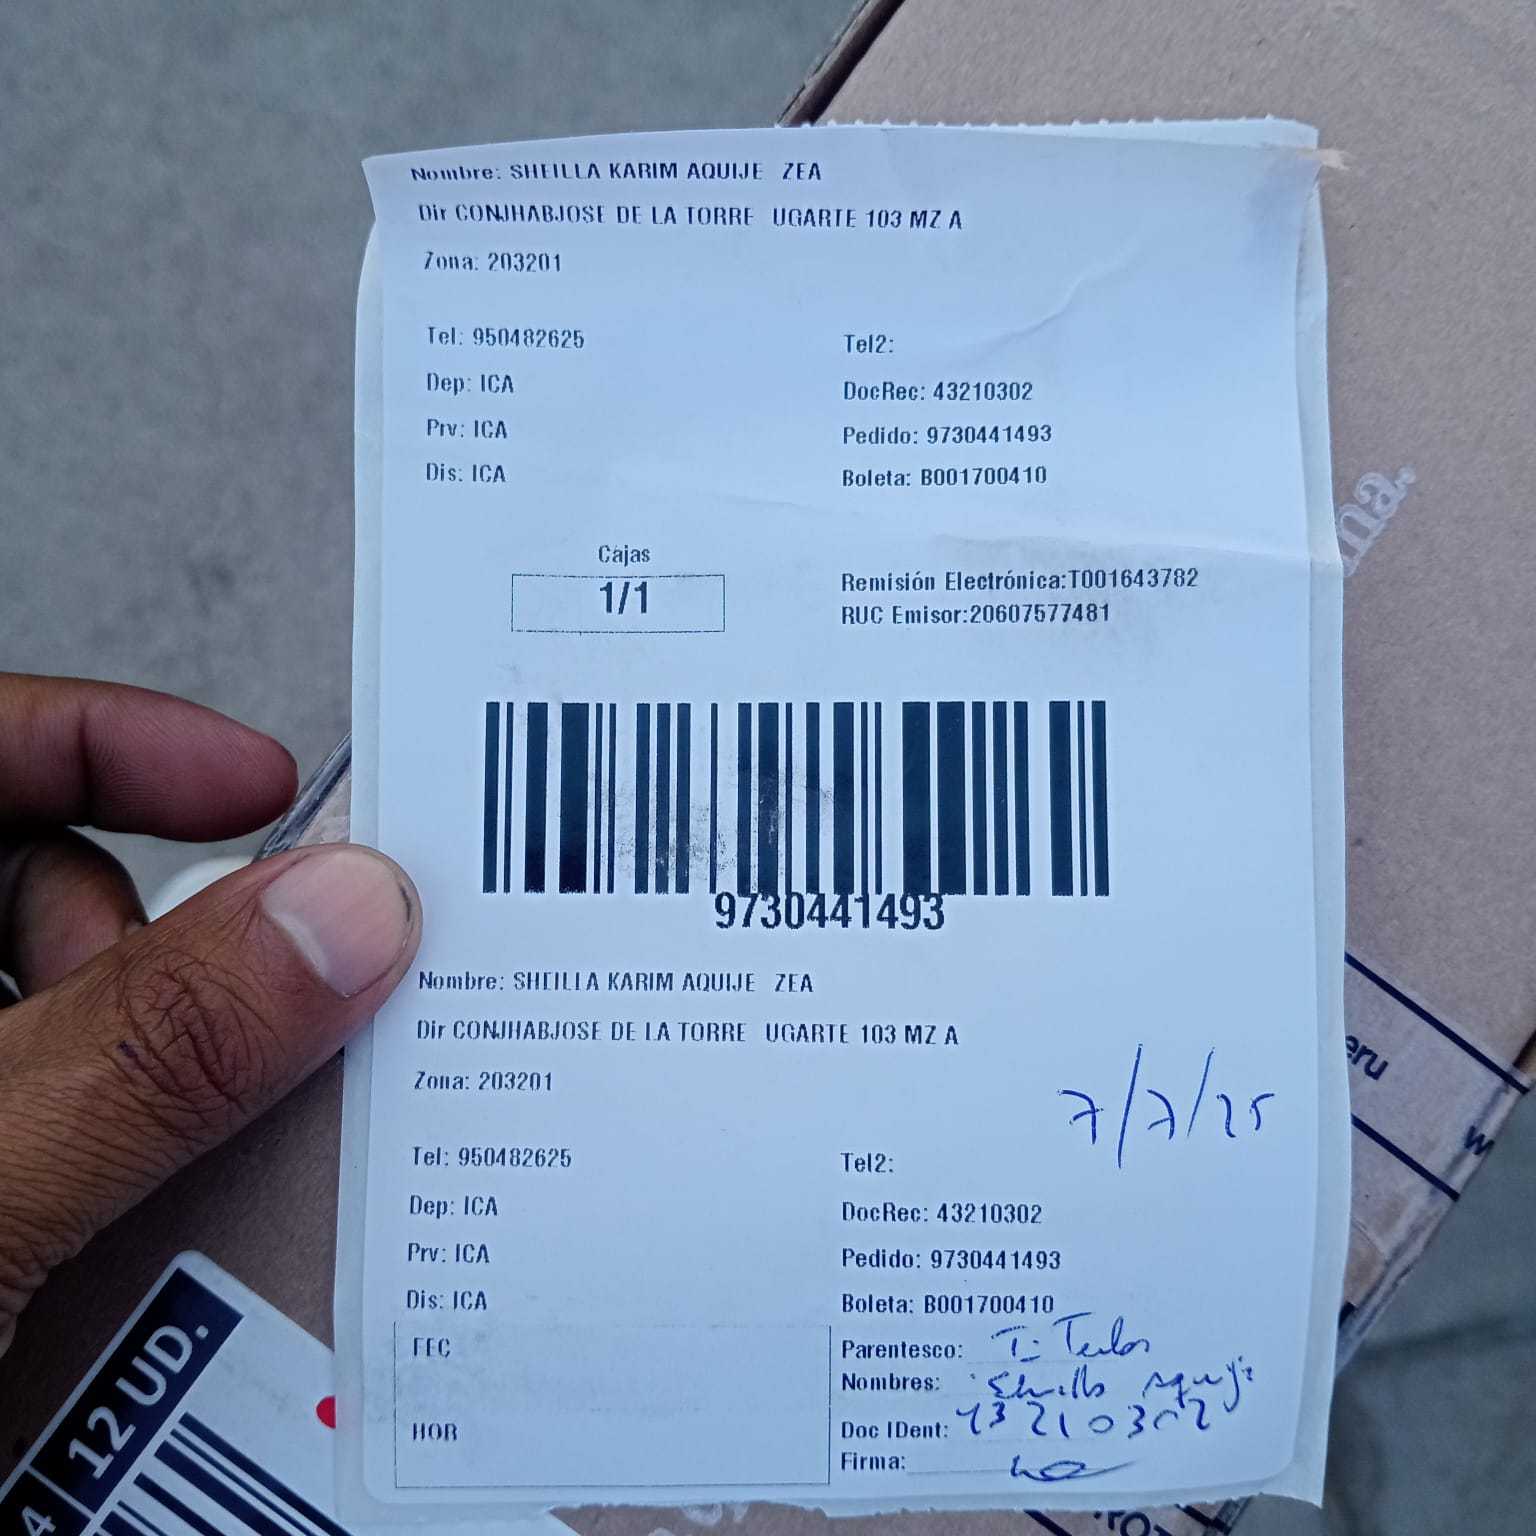 Nombre: SHEILLA KARIM AQUIJE ZEA
Dir CONJHABJOSE DE LA TORRE UGARTE 103 MZ A
Zona: 203201
Tel: 950482625
Tel2:
Dep: ICA
DocRec: 43210302
Prv: ICA
Pedido: 9730441493
Dis: ICA
Boleta: B001700410
Cajas
1/1
Remisión Electrónica:T001643782
RUC Emisor:20607577481
9730441493
Nombre: SHEILLA KARIM AQUIJE ZEA
Dir CONJHABJOSE DE LA TORRE UGARTE 103 MZ A
Zona: 203201
7/7/25
Tel: 950482625
Tel2:
Dep: ICA
DocRec: 43210302
Prv: ICA
Pedido: 9730441493
Dis: ICA
Boleta: B001700410
FEC
HOR
Parentesco:
Nombres: Aquije
Doc IDent: 43210302
Firma:
12 UD.
ma.
eru